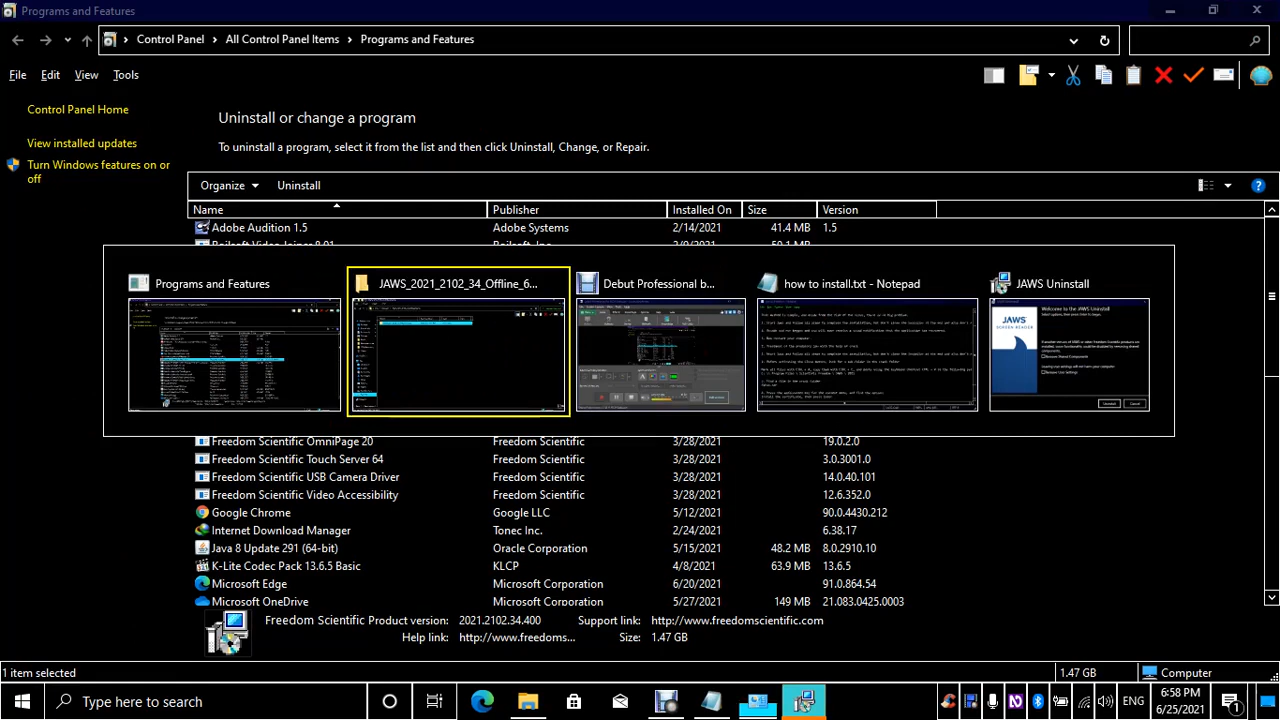 Programs and Features
Control Panel All Control Panel Items Programs and Features
File Edit View Tools
Control Panel Home
View installed updates
Turn Windows features on or
off
Uninstall or change a program
To uninstall a program, select it from the list and then click Uninstall, Change, or Repair.
Organize Uninstall
Name Publisher Installed On Size Version
Adobe Audition 1.5 Adobe Systems 2/14/2021 41.4 MB 1.5
Programs and Features
JAWS_2021_2102_34_Offline_6...
Debut Professional b...
how to install.txt - Notepad
JAWS Uninstall
Welcome to the JAWS Uninstall
JAWS
Freedom Scientific OmniPage 20 Freedom Scientific 3/28/2021 19.0.2.0
Freedom Scientific Touch Server 64 Freedom Scientific 3/28/2021 3.0.3001.0
Freedom Scientific USB Camera Driver Freedom Scientific 3/28/2021 14.0.40.101
Freedom Scientific Video Accessibility Freedom Scientific 3/28/2021 12.6.352.0
Google Chrome Google LLC 5/12/2021 90.0.4430.212
Internet Download Manager Tonec Inc. 2/24/2021 6.38.17
Java 8 Update 291 (64-bit) Oracle Corporation 5/15/2021 48.2 MB 8.0.2910.10
K-Lite Codec Pack 13.6.5 Basic KLCP 4/8/2021 63.9 MB 13.6.5
Microsoft Edge Microsoft Corporation 6/20/2021 91.0.864.54
Microsoft OneDrive Microsoft Corporation 5/27/2021 149 MB 21.083.0425.0003
Freedom Scientific Product version: 2021.2102.34.400 Support link: http://www.freedomscientific.com
Help link: http://www.freedoms... Size: 1.47 GB
1 item selected 1.47 GB Computer
Type here to search
ENG
6:58 PM
6/25/2021
1